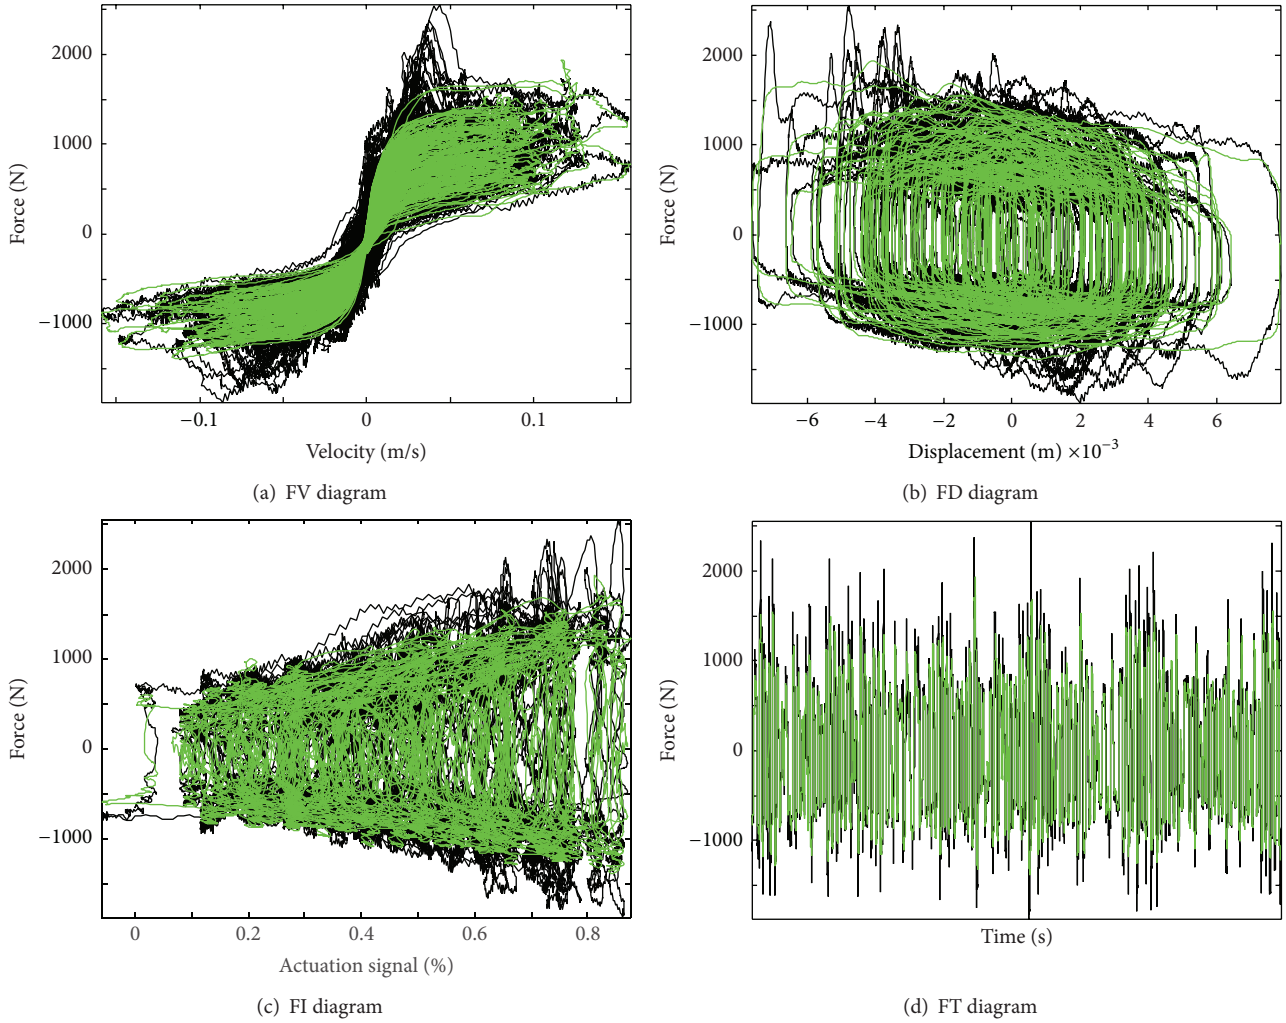 2000
1000
0
−1000
Force (N)
−0.1
0
0.1
Velocity (m/s)
(a) FV diagram
2000
1000
0
−1000
Force (N)
−6
−4
−2
0
2
4
6
Displacement (m) ×10⁻³
(b) FD diagram
2000
1000
0
−1000
Force (N)
0
0.2
0.4
0.6
0.8
Actuation signal (%)
(c) FI diagram
2000
1000
0
−1000
Force (N)
Time (s)
(d) FT diagram